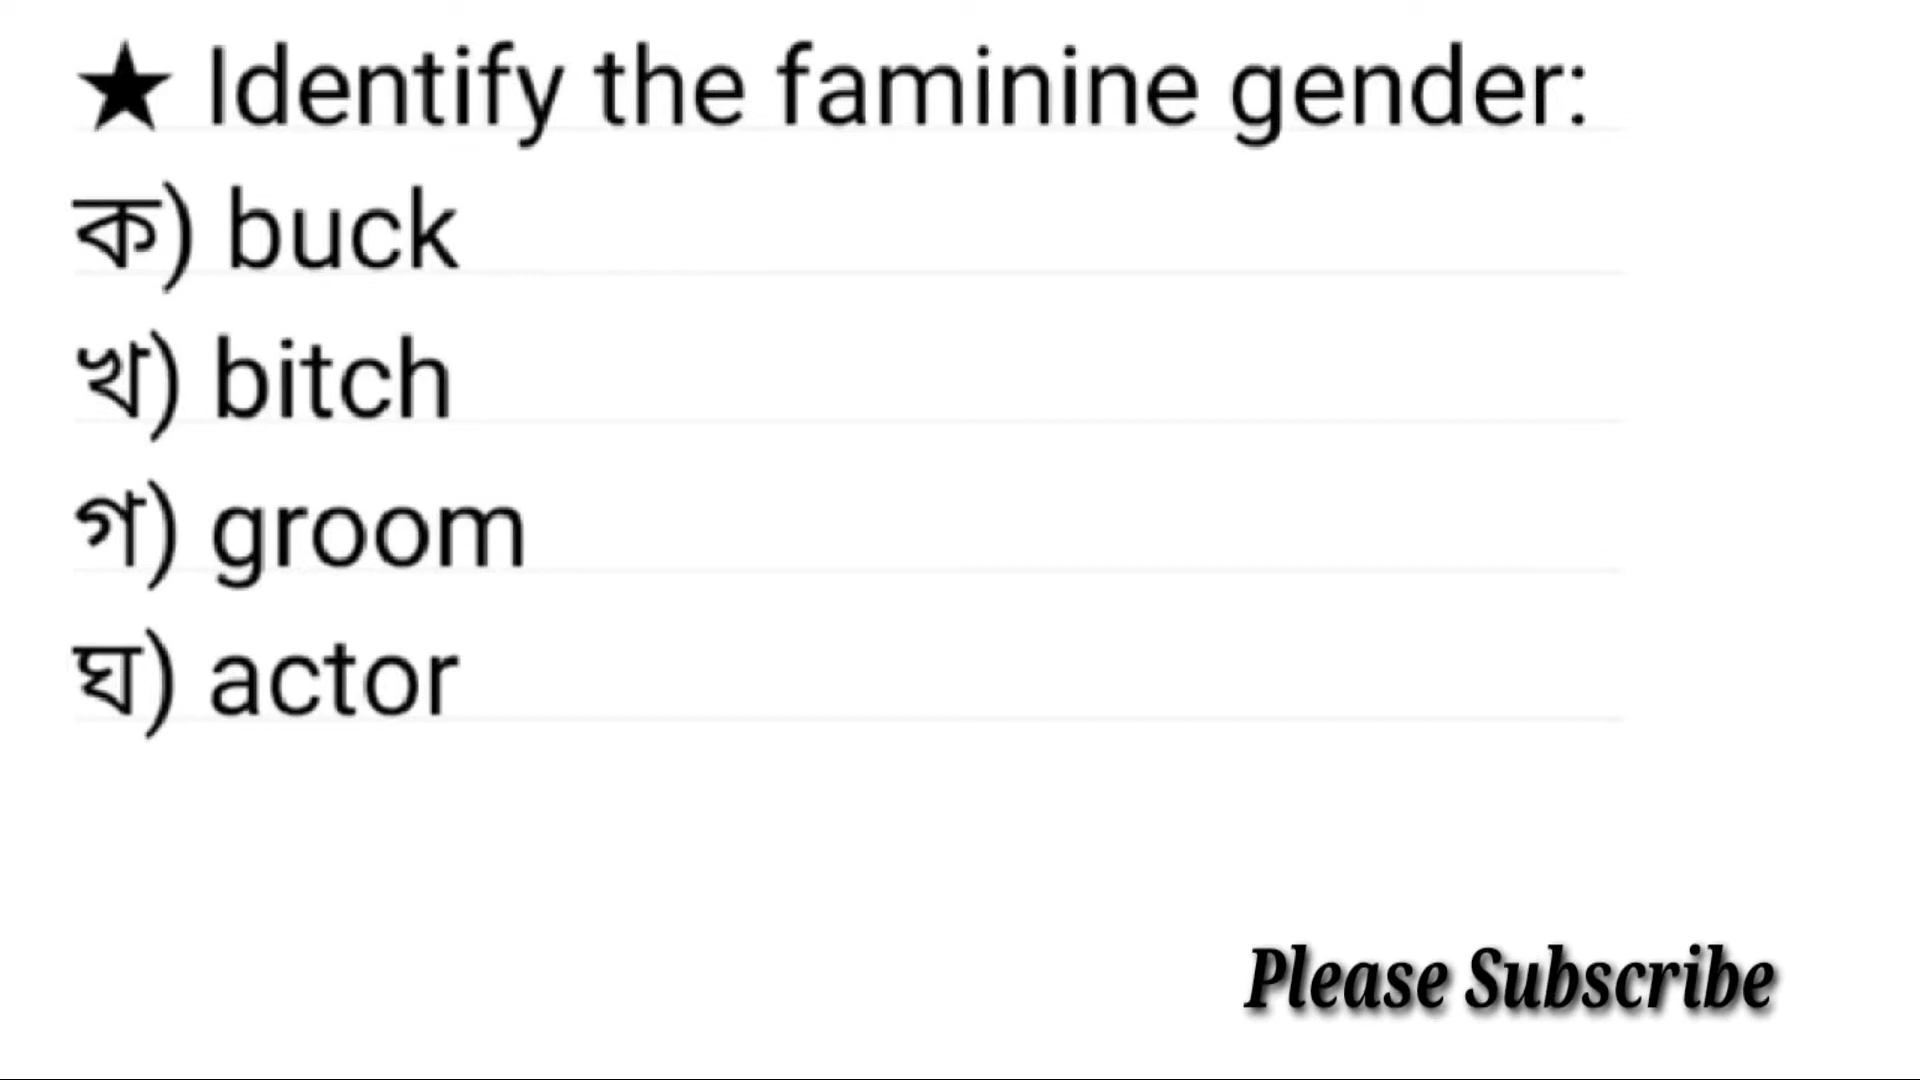 ★ Identify the faminine gender:
ক) buck
খ) bitch
গ) groom
ঘ) actor
Please Subscribe